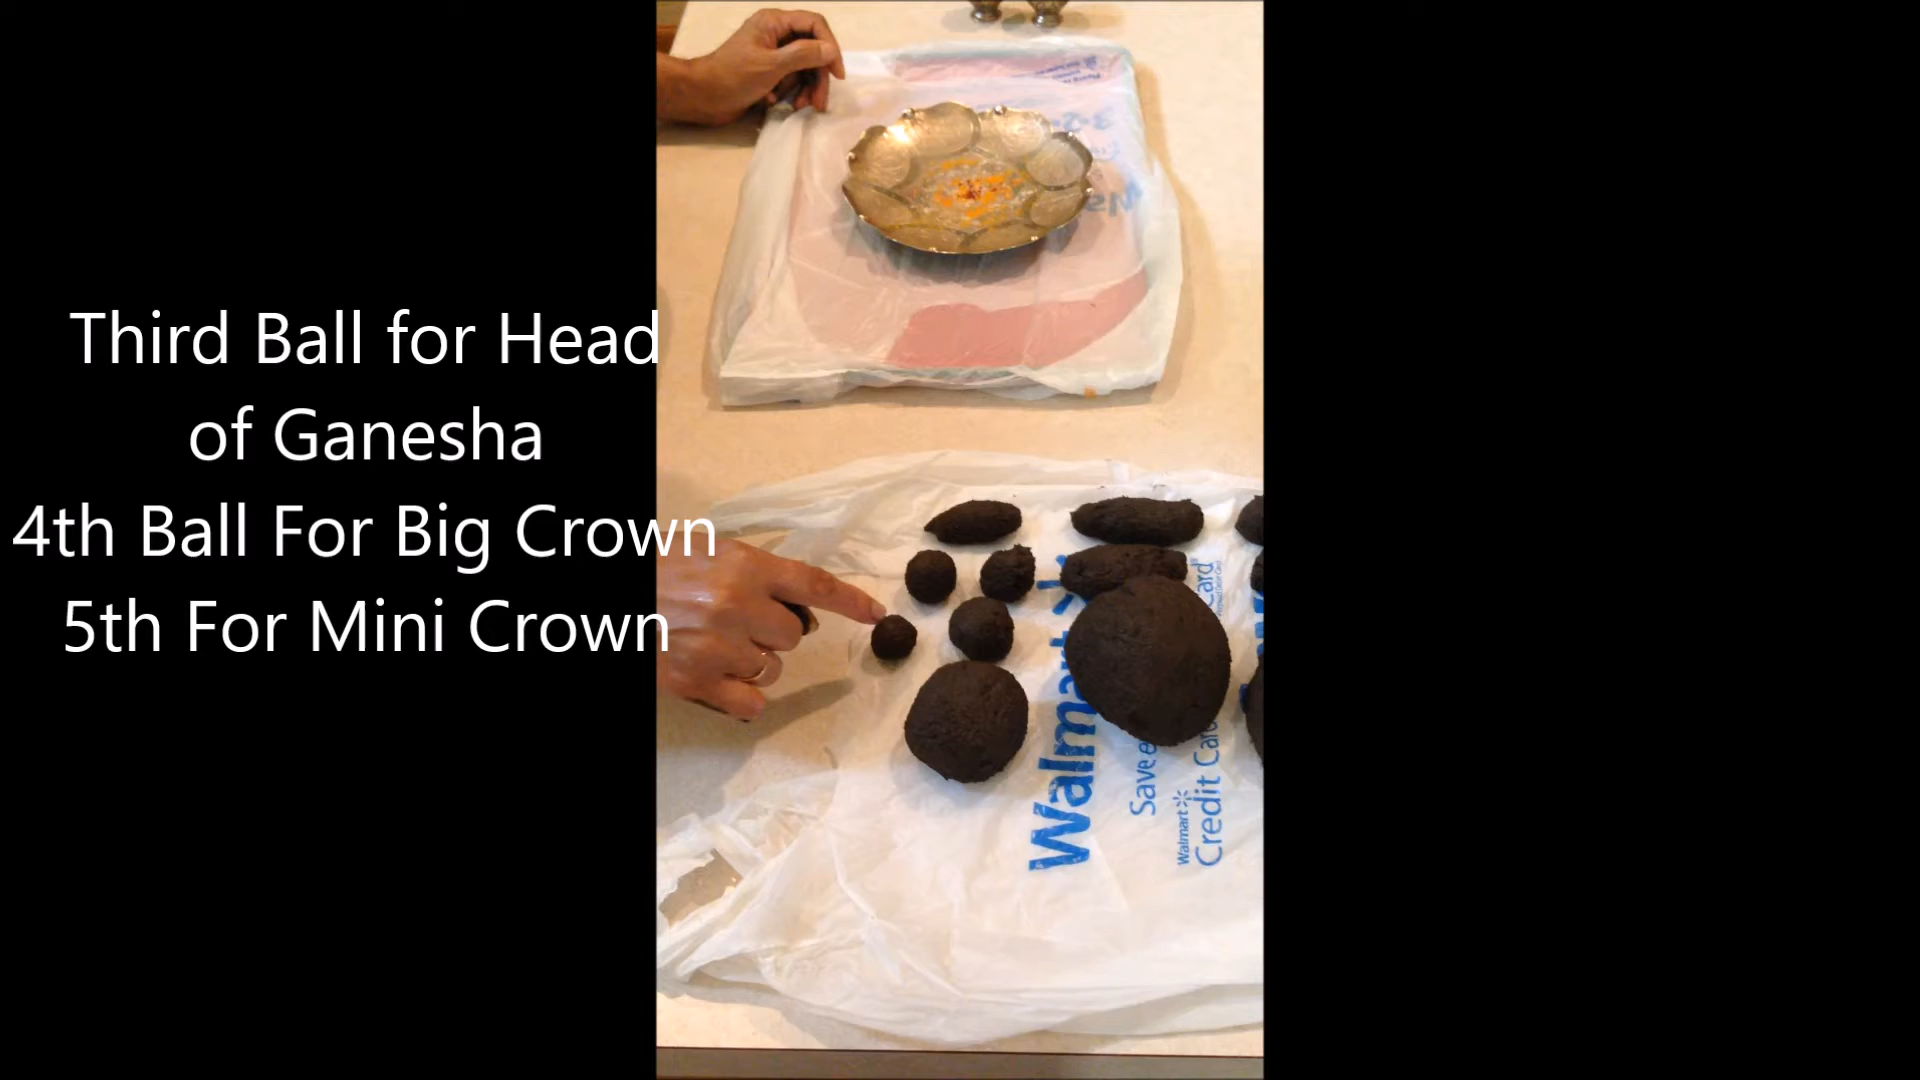 Third Ball for Head
of Ganesha
4th Ball For Big Crown
5th For Mini Crown
Walmart
Save
Walmart
Credit Card